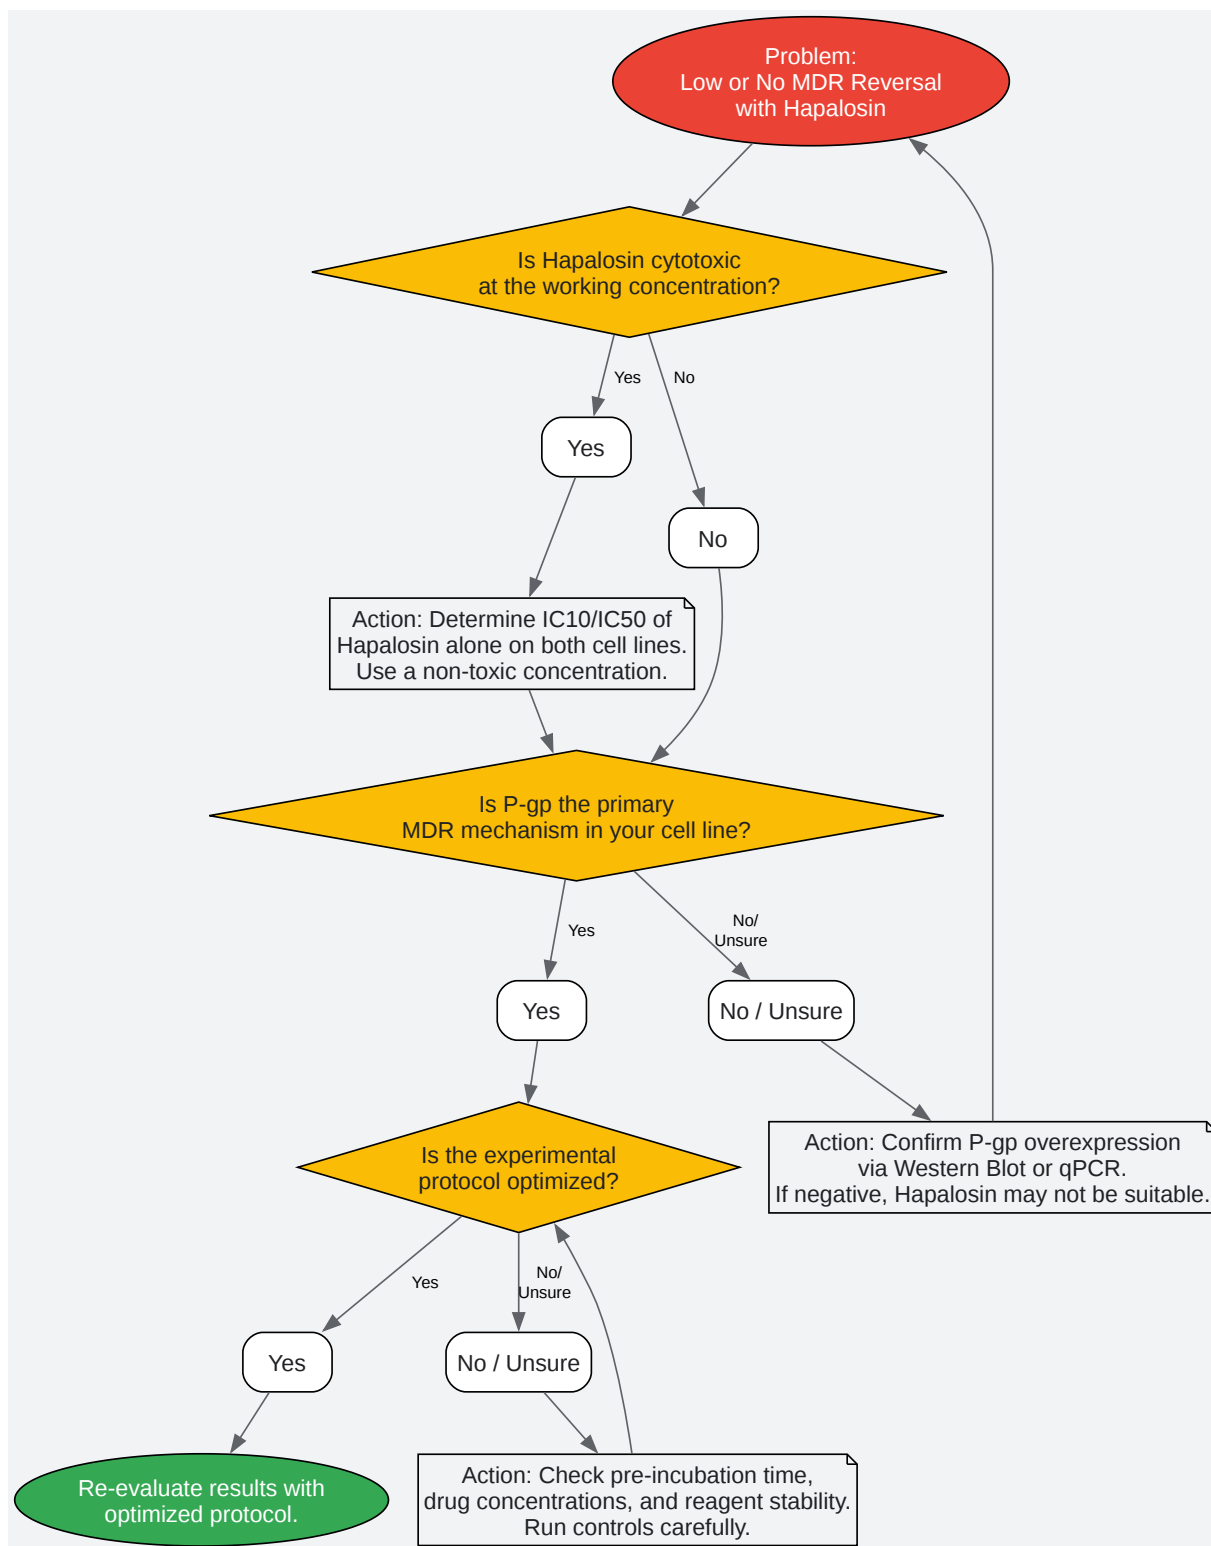 Problem:
Low or No MDR Reversal
with Hapalosin
Is Hapalosin cytotoxic
at the working concentration?
Yes
No
Yes
No
Action: Determine IC10/IC50 of
Hapalosin alone on both cell lines.
Use a non-toxic concentration.
Is P-gp the primary
MDR mechanism in your cell line?
Yes
No/
Unsure
Yes
No / Unsure
Action: Confirm P-gp overexpression
via Western Blot or qPCR.
If negative, Hapalosin may not be suitable.
Is the experimental
protocol optimized?
Yes
No/
Unsure
Yes
No / Unsure
Re-evaluate results with
optimized protocol.
Action: Check pre-incubation time,
drug concentrations, and reagent stability.
Run controls carefully.